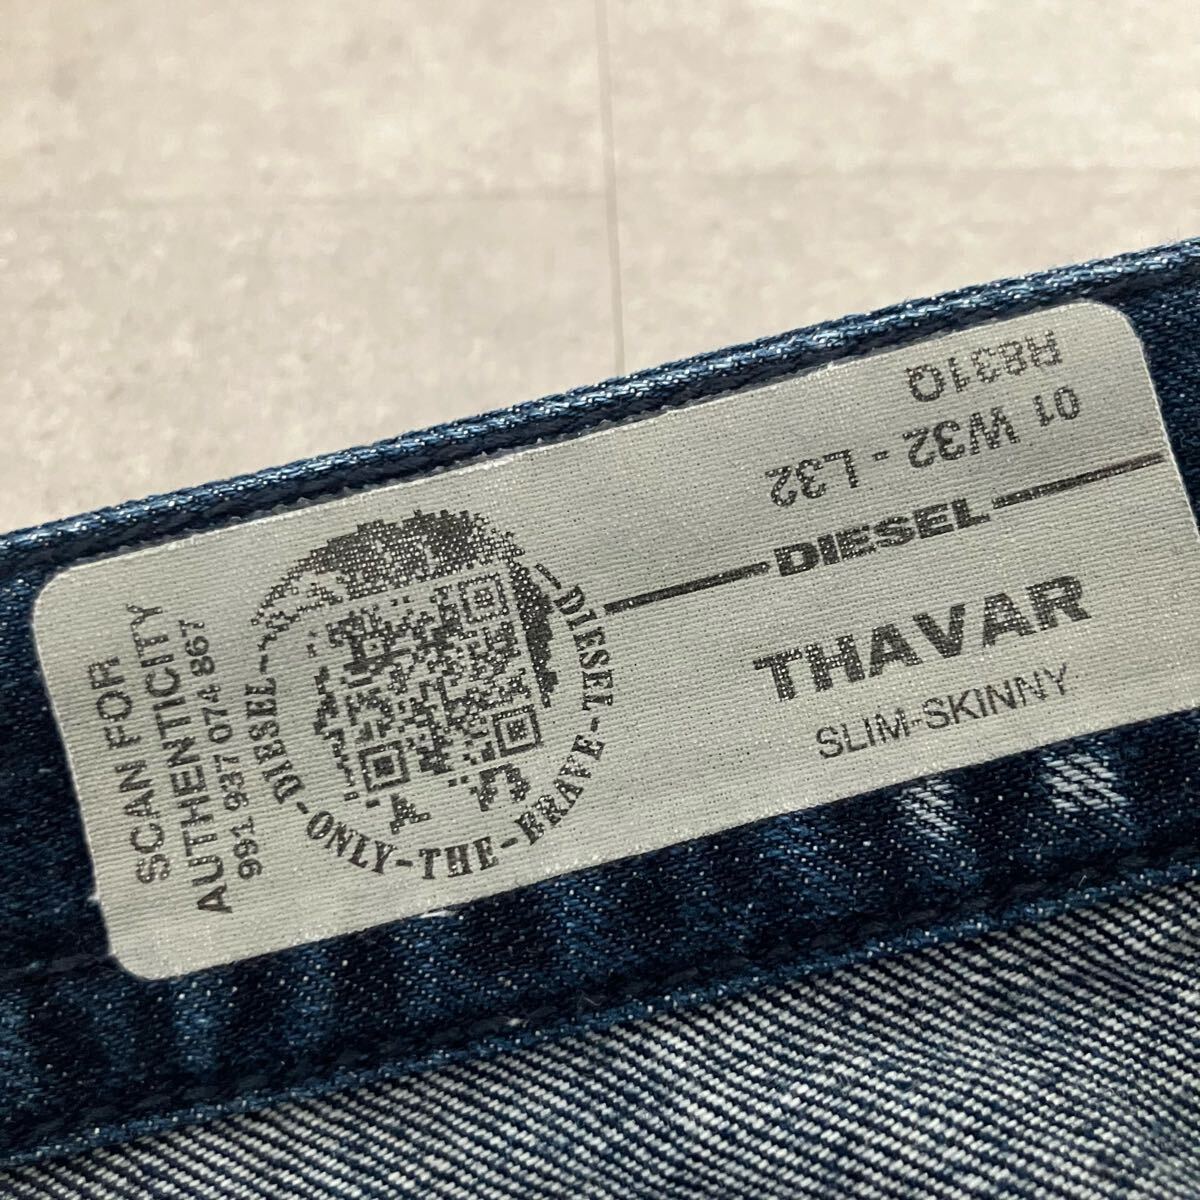 SCAN FOR
AUTHENTICITY
991 937 074 867
DIESEL-ONLY-THE-BRAVE-DIESEL
DIESEL
THAVAR
SLIM-SKINNY
01 W32 - L32
R831Q